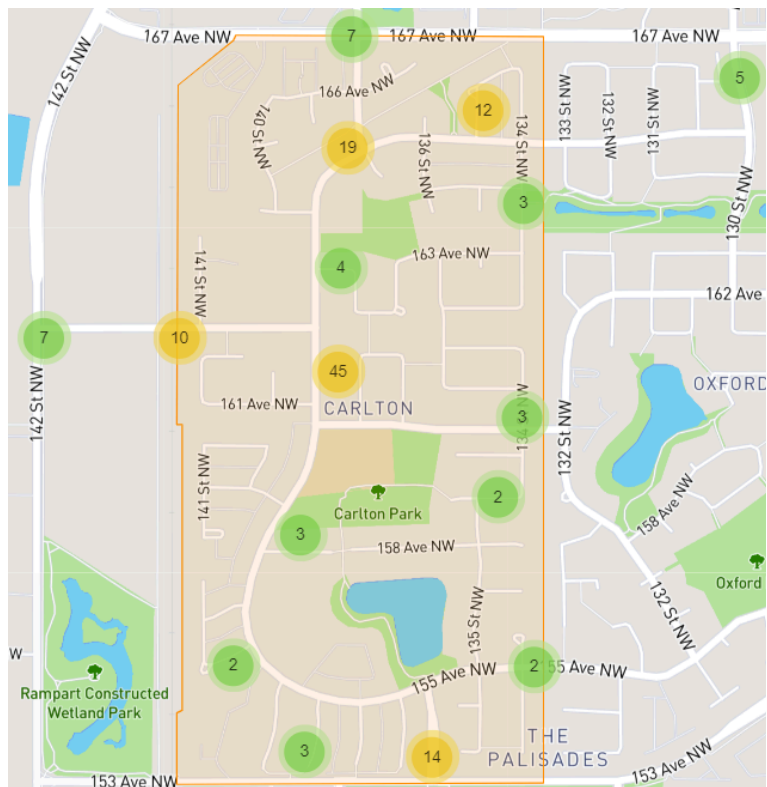 167 Ave NW
7
167 Ave NW
167 Ave NW
142 St NW
5
166 Ave NW
12
140 St NW
19
136 St NW
134 St NW
133 St NW
132 St NW
131 St NW
3
130 St NW
163 Ave NW
141 St NW
4
162 Ave
7
10
45
OXFORD
142 St NW
161 Ave NW
CARLTON
3
132 St NW
141 St NW
2
Carlton Park
158 Ave NW
3
158 Ave NW
Oxford
135 St NW
132 St NW
W
2
155 Ave NW
2
55 Ave NW
Rampart Constructed
Wetland Park
3
14
THE
PALISADES
153 Ave NW
153 Ave NW